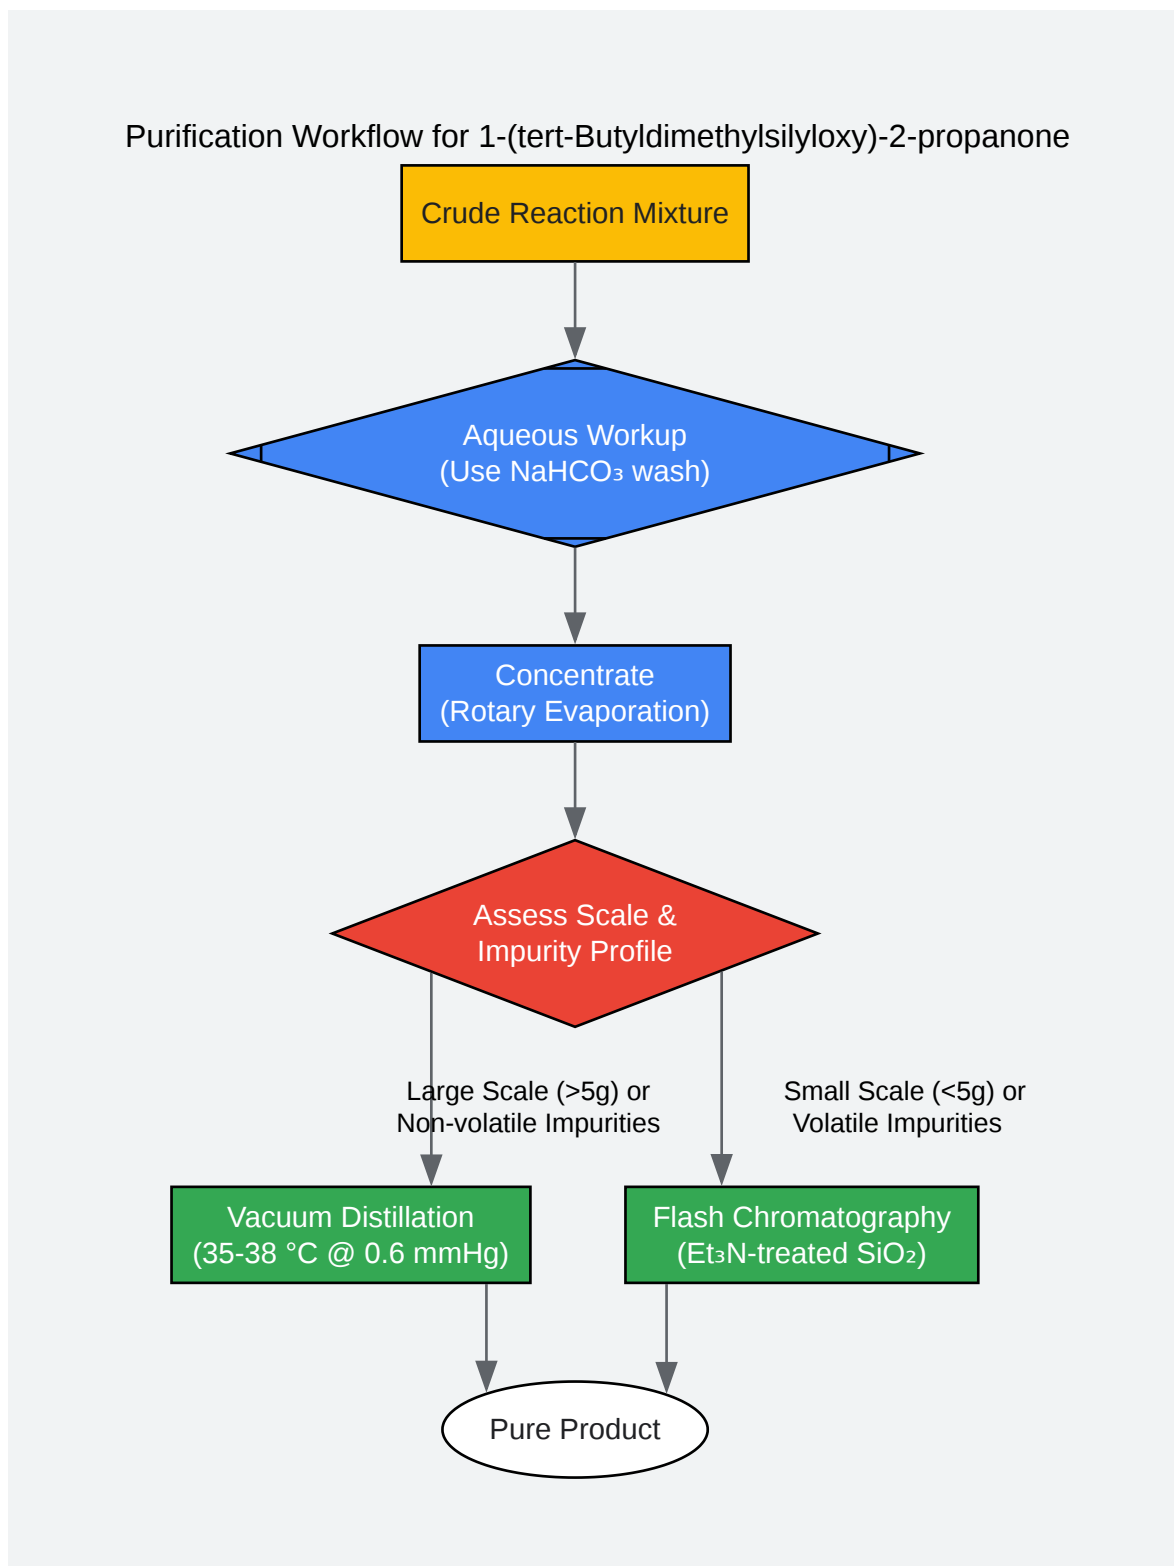 Purification Workflow for 1-(tert-Butyldimethylsilyloxy)-2-propanone
Crude Reaction Mixture
Aqueous Workup
(Use NaHCO₃ wash)
Concentrate
(Rotary Evaporation)
Assess Scale &
Impurity Profile
Large Scale (>5g) or
Non-volatile Impurities
Small Scale (<5g) or
Volatile Impurities
Vacuum Distillation
(35-38 °C @ 0.6 mmHg)
Flash Chromatography
(Et₃N-treated SiO₂)
Pure Product